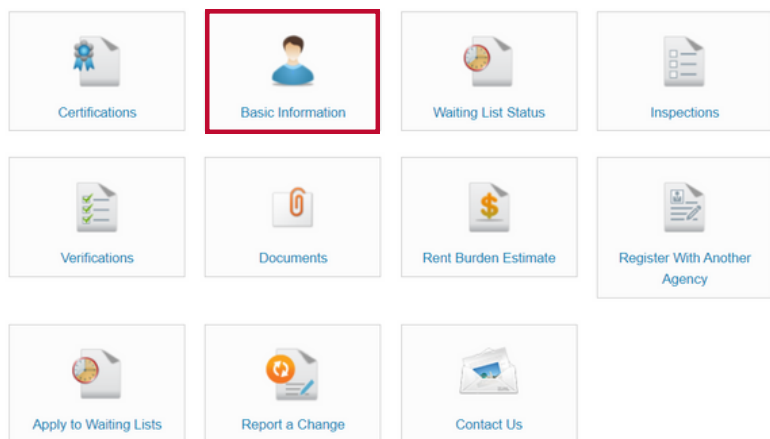 Certifications
Basic Information
Waiting List Status
Inspections
Verifications
Documents
Rent Burden Estimate
Register With Another
Agency
Apply to Waiting Lists
Report a Change
Contact Us